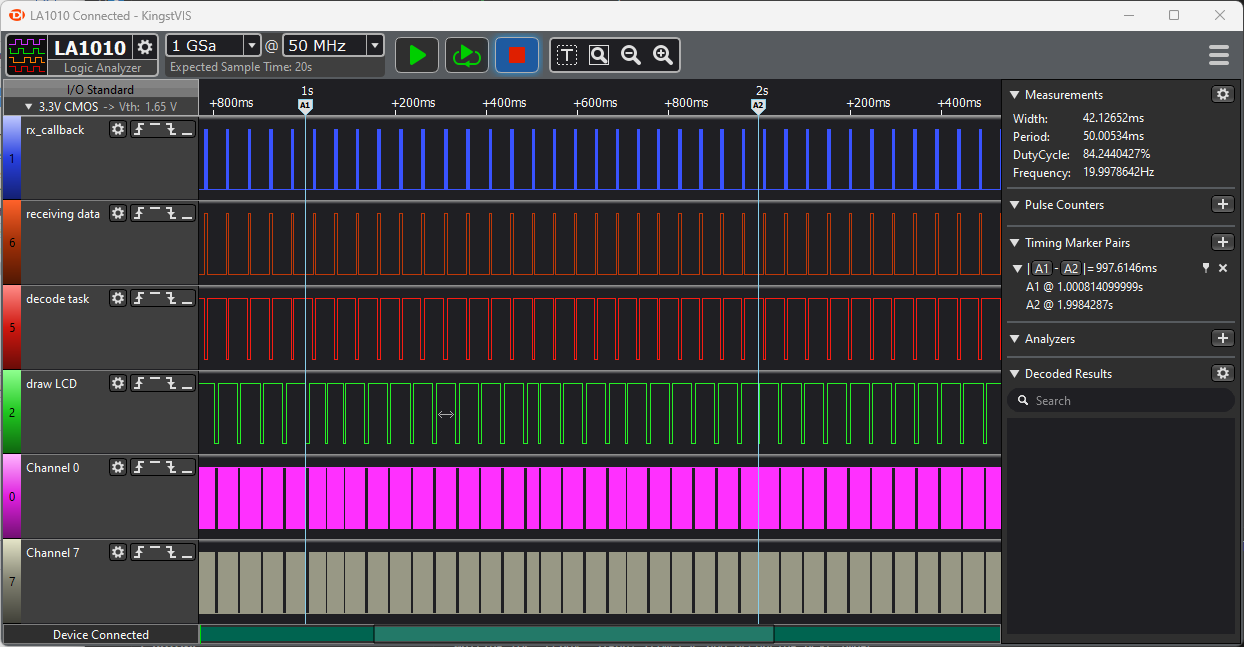 LA1010 Connected - KingstVIS
LA1010
Logic Analyzer
1 GSa @ 50 MHz
Expected Sample Time: 20s
T
I/O Standard
3.3V CMOS -> Vth: 1.65 V
1s 2s
+800ms A1 +200ms +400ms +600ms +800ms A2 +200ms +400ms
1 rx_callback
6 receiving data
5 decode task
2 draw LCD
0 Channel 0
7 Channel 7
Device Connected
Measurements
Width: 42.12652ms
Period: 50.00534ms
DutyCycle: 84.2440427%
Frequency: 19.9978642Hz
Pulse Counters
Timing Marker Pairs
| A1 - A2 |=997.6146ms
A1 @ 1.000814099999s
A2 @ 1.9984287s
Analyzers
Decoded Results
Search